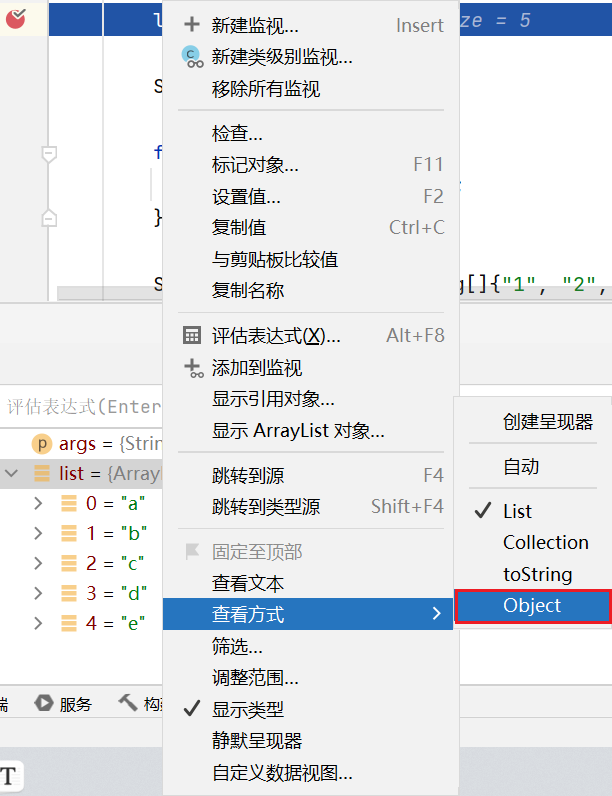 l
ze = 5
新建监视... Insert
新建类级别监视...
移除所有监视
S
检查...
f
标记对象... F11
设置值... F2
}
复制值 Ctrl+C
与剪贴板比较值
复制名称
S
g[]{"1", "2",
评估表达式(X)... Alt+F8
添加到监视
显示引用对象...
显示 ArrayList 对象...
评估表达式(Enter
p args = {Strin
list = {ArrayL
0 = "a"
1 = "b"
2 = "c"
3 = "d"
4 = "e"
跳转到源 F4
跳转到类型源 Shift+F4
固定至顶部
查看文本
查看方式
筛选...
调整范围...
显示类型
静默呈现器
自定义数据视图...
创建呈现器
自动
List
Collection
toString
Object
端 服务 构建
T